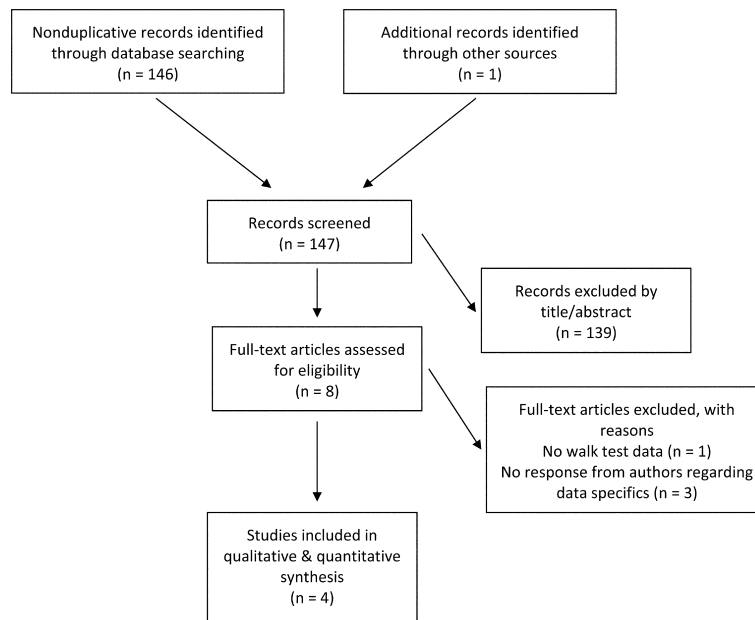 Nonduplicative records identified
through database searching
(n = 146)
Additional records identified
through other sources
(n = 1)
Records screened
(n = 147)
Records excluded by
title/abstract
(n = 139)
Full-text articles assessed
for eligibility
(n = 8)
Full-text articles excluded, with
reasons
No walk test data (n = 1)
No response from authors regarding
data specifics (n = 3)
Studies included in
qualitative & quantitative
synthesis
(n = 4)